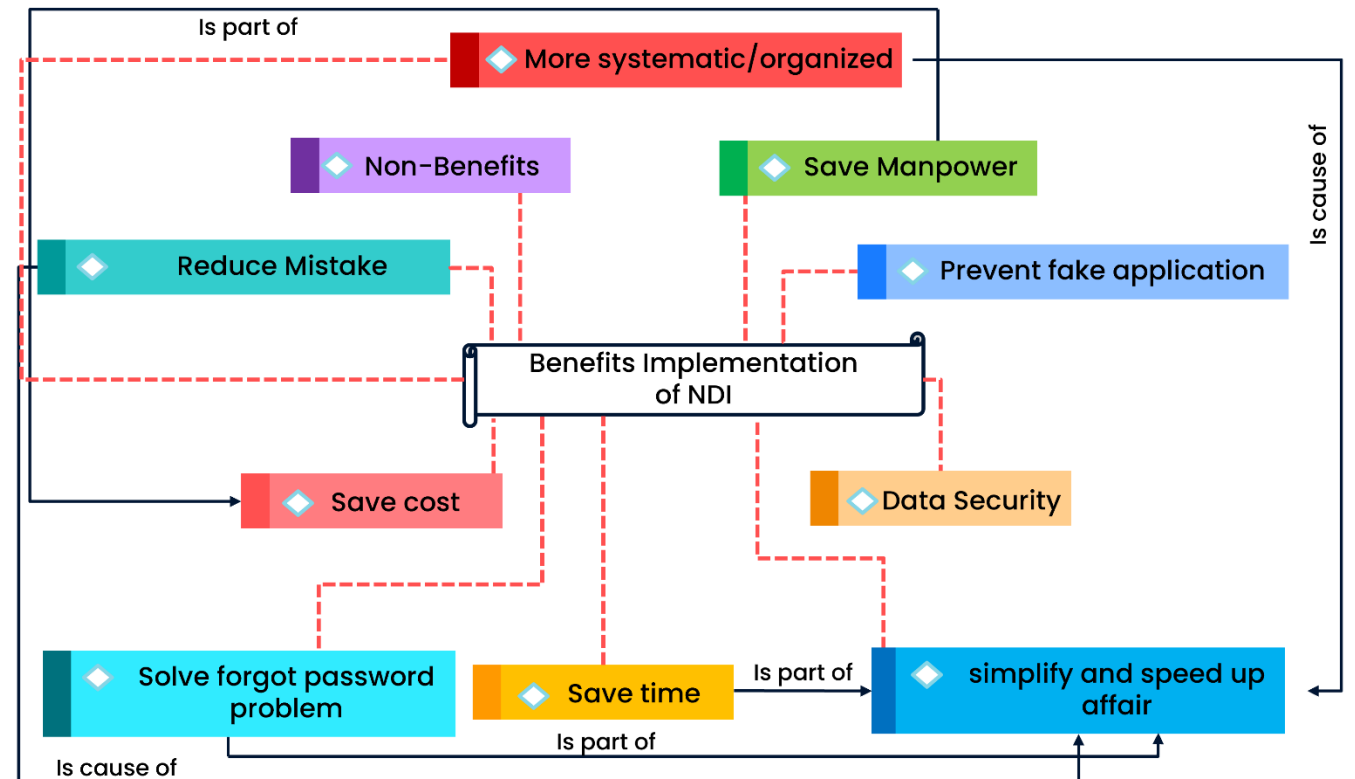 Is part of
More systematic/organized
Is cause of
Non-Benefits
Save Manpower
Reduce Mistake
Prevent fake application
Benefits Implementation
of NDI
Save cost
Data Security
Solve forgot password
problem
Save time
Is part of
simplify and speed up
affair
Is part of
Is cause of